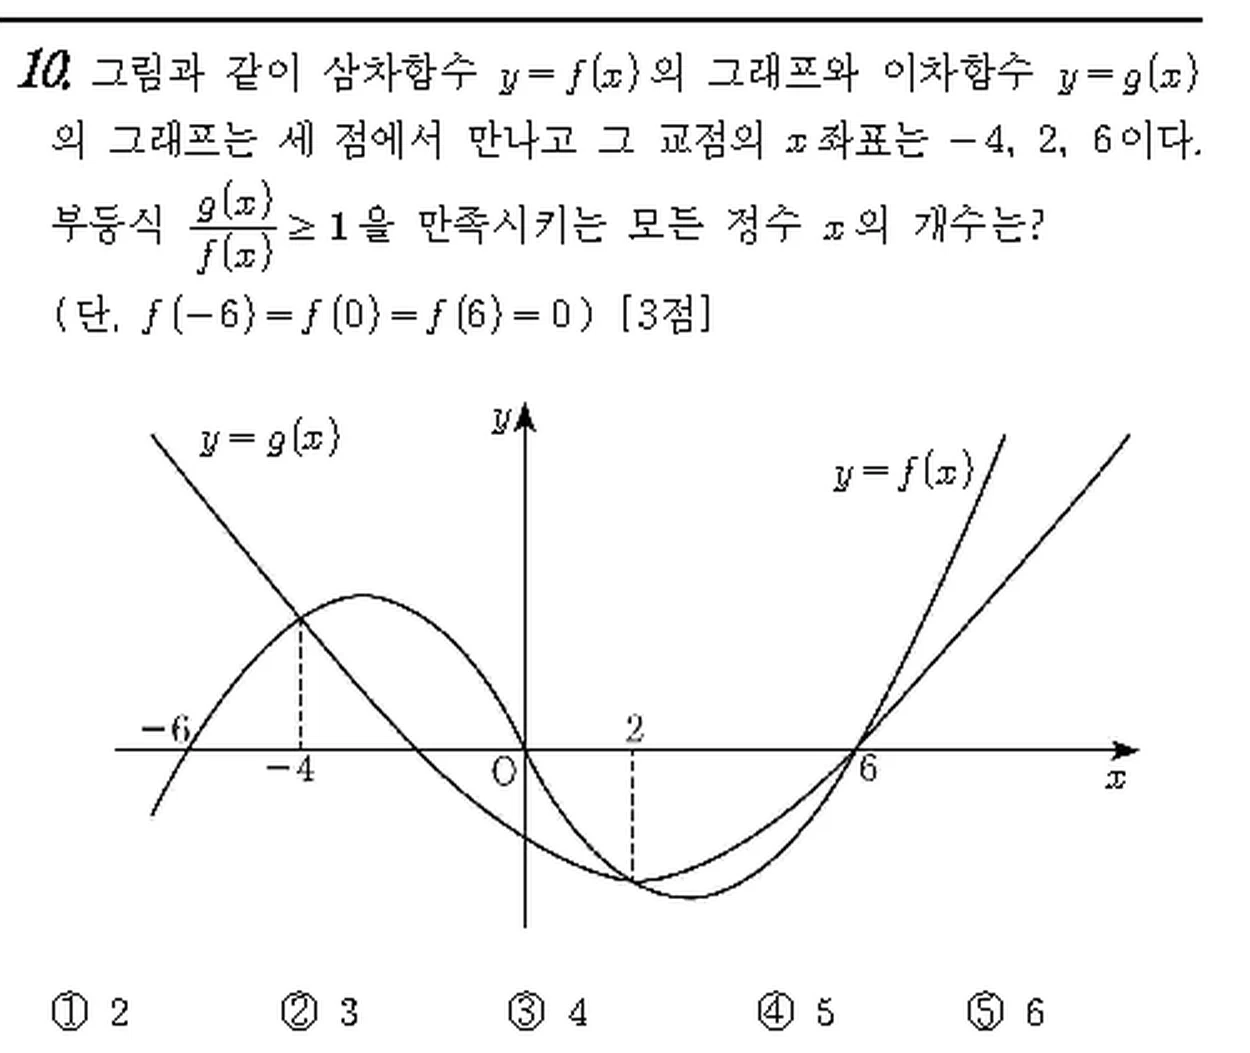 10. 그림과 같이 삼차함수 y=f(x)의 그래프와 이차함수 y=g(x)
의 그래프는 세 점에서 만나고 그 교점의 x좌표는 -4, 2, 6이다.
부등식 g(x)/f(x) ≥ 1을 만족시키는 모든 정수 x의 개수는?
(단, f(-6)=f(0)=f(6)=0) [3점]
y
y=g(x)
y=f(x)
-6
2
-4
O
6
x
① 2 ② 3 ③ 4 ④ 5 ⑤ 6